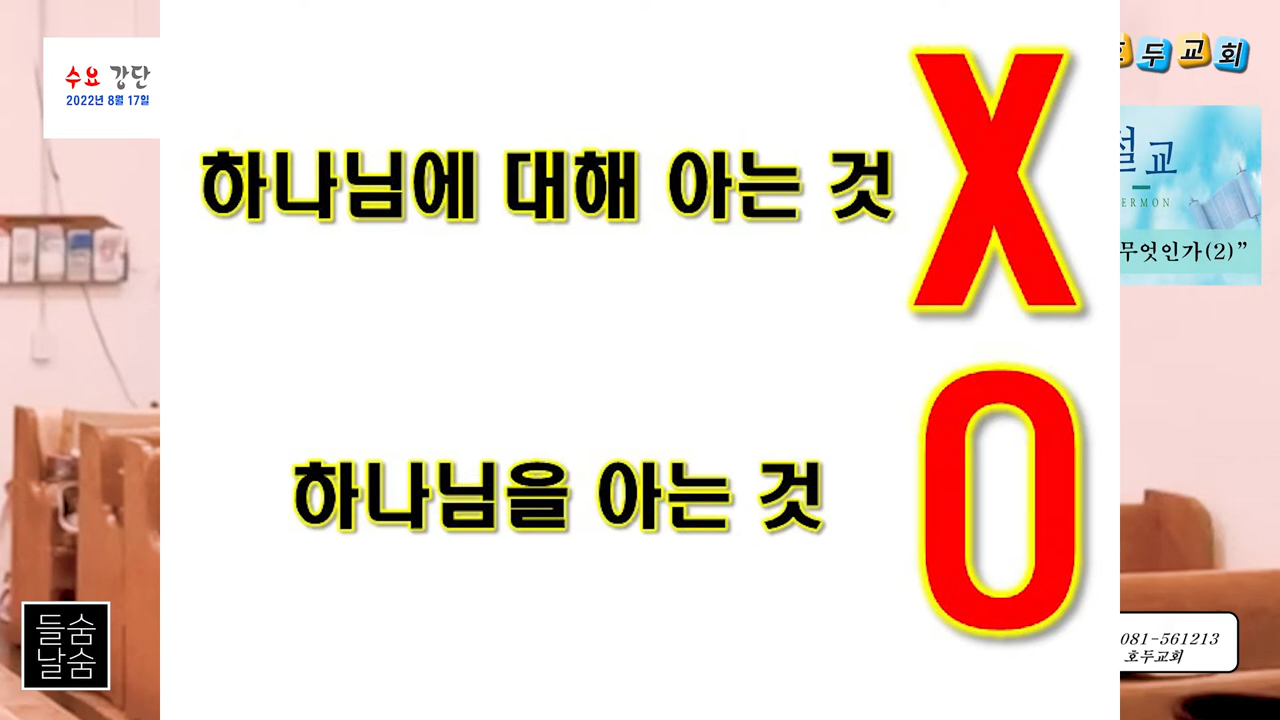 수요 강단
2022년 8월 17일
하나님에 대해 아는 것 X
하나님을 아는 것 O
두교회
교
ERMON
무엇인가(2)”
들숨
날숨
081-561213
호두교회